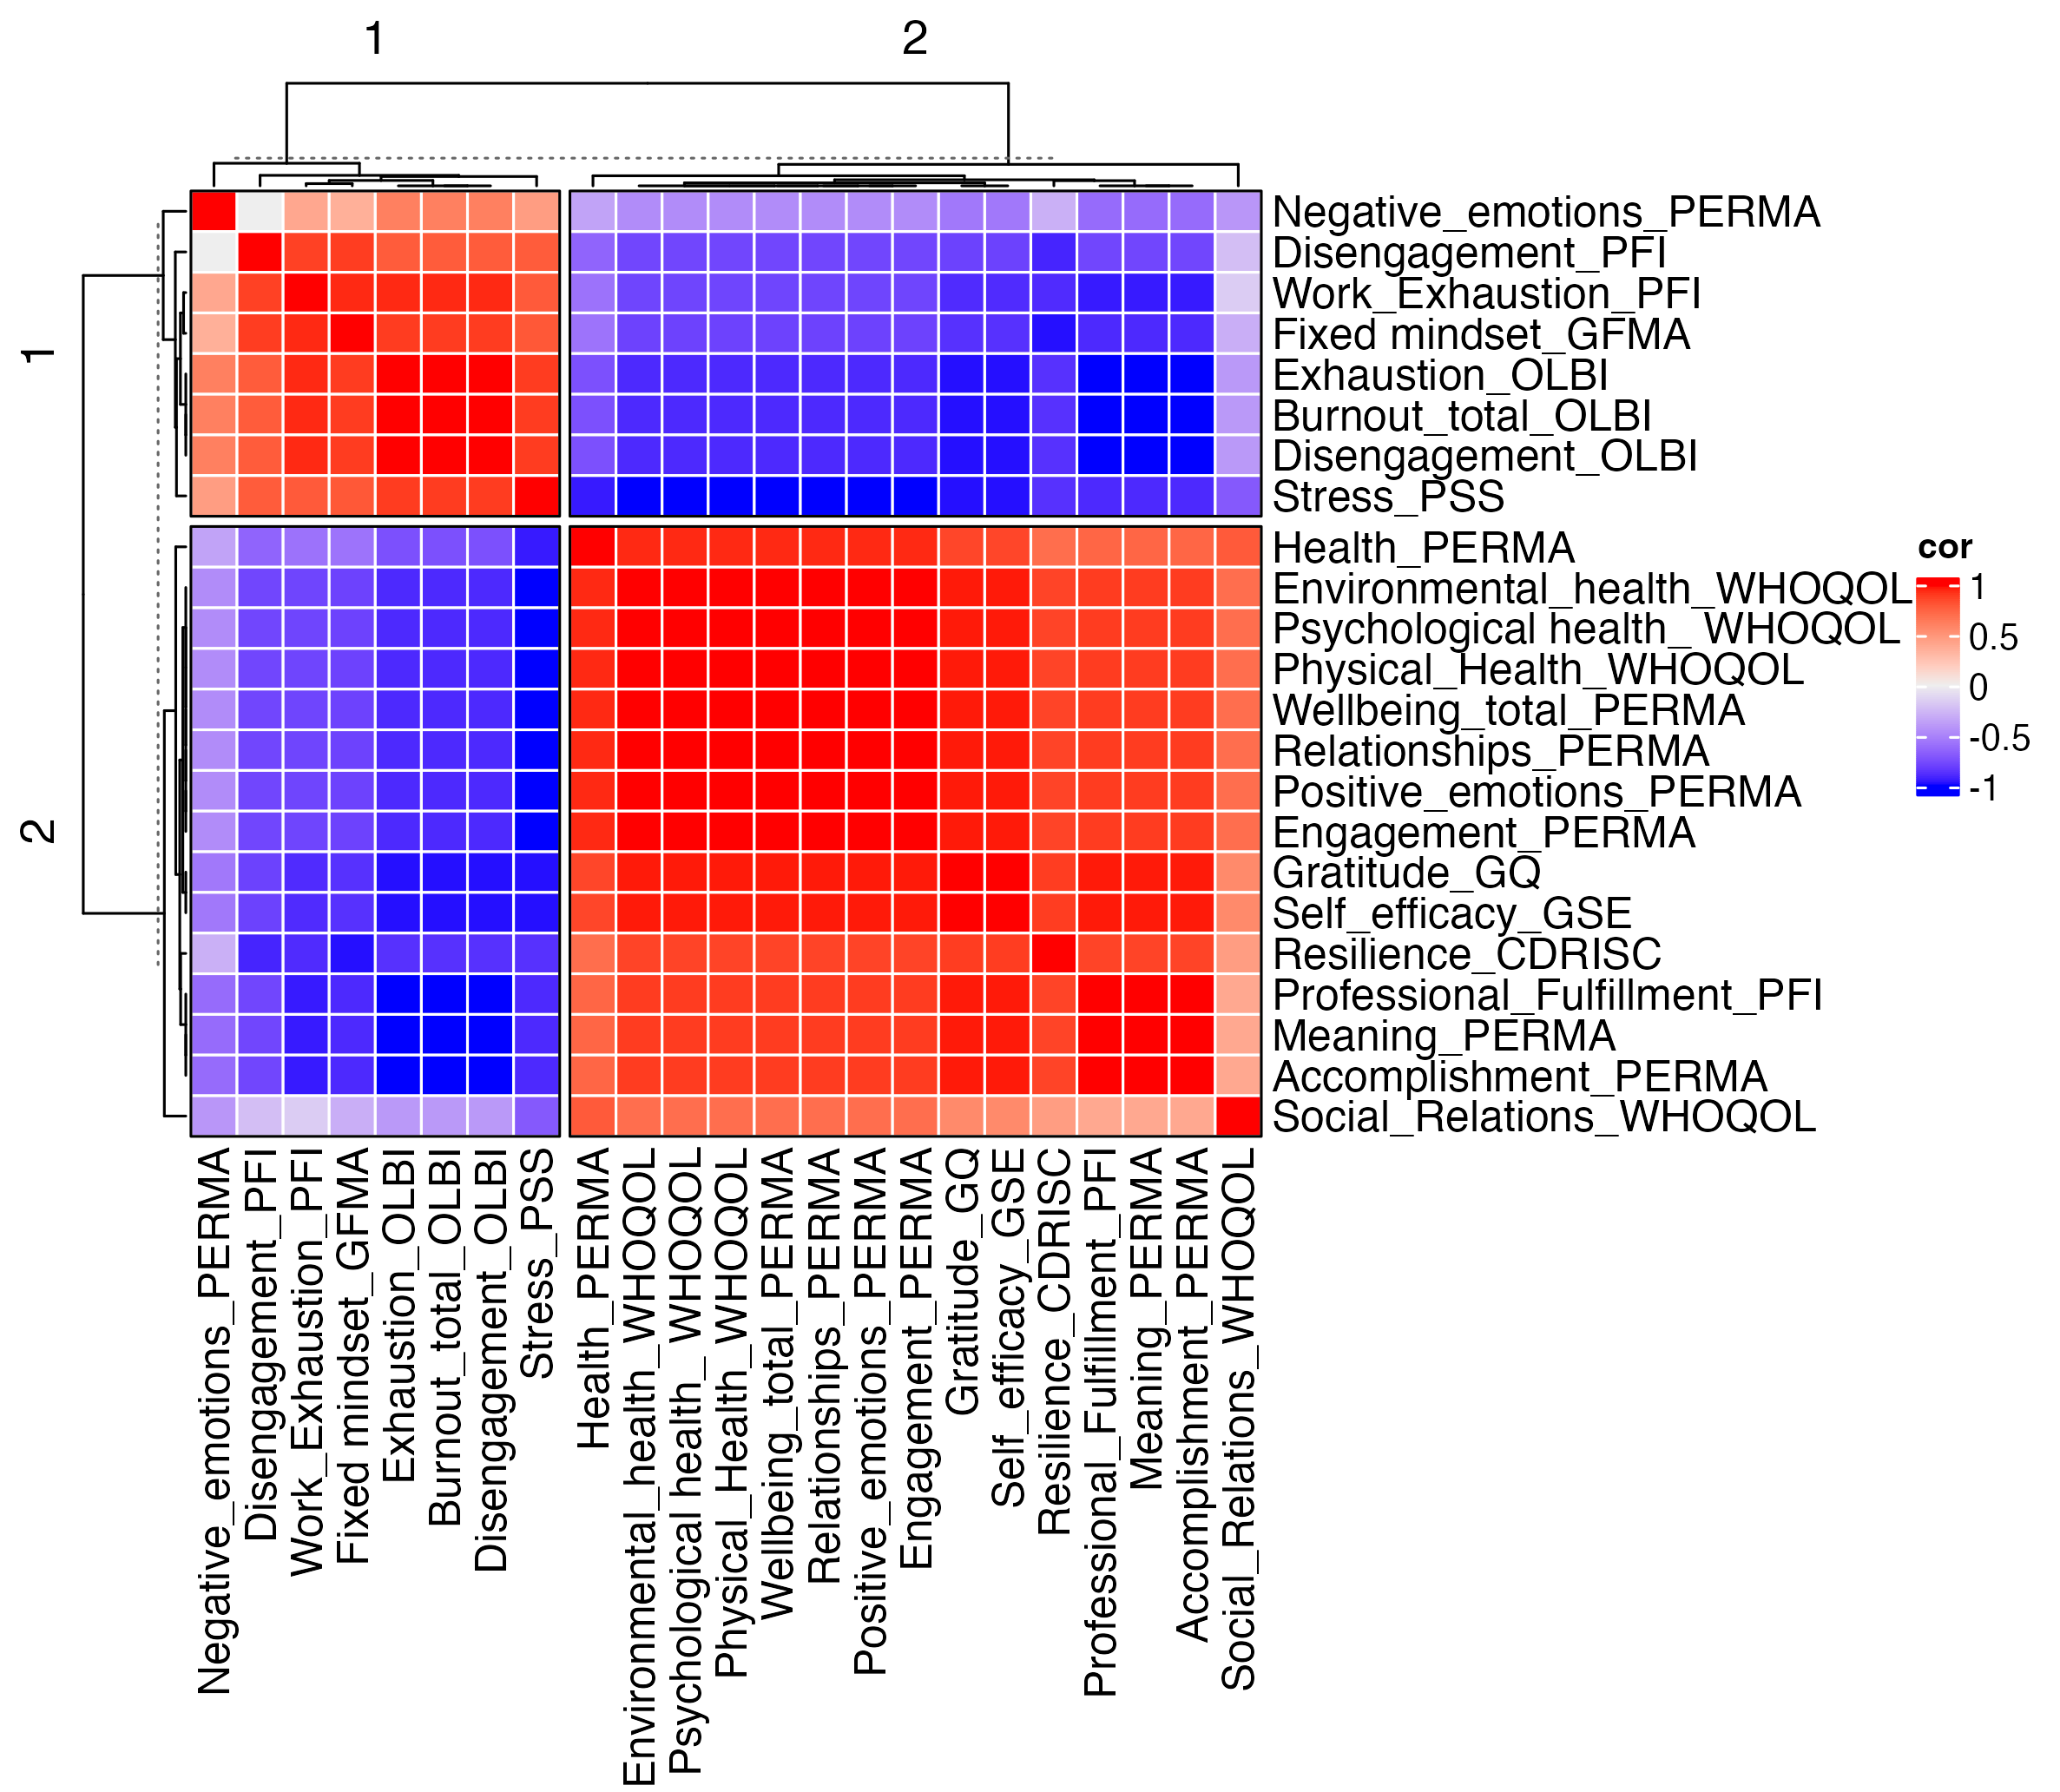 1
2
1
2
Negative_emotions_PERMA
Disengagement_PFI
Work_Exhaustion_PFI
Fixed mindset_GFMA
Exhaustion_OLBI
Burnout_total_OLBI
Disengagement_OLBI
Stress_PSS
Health_PERMA
Environmental_health_WHOQOL
Psychological health_ WHOQOL
Physical_Health_WHOQOL
Wellbeing_total_PERMA
Relationships_PERMA
Positive_emotions_PERMA
Engagement_PERMA
Gratitude_GQ
Self_efficacy_GSE
Resilience_CDRISC
Professional_Fulfillment_PFI
Meaning_PERMA
Accomplishment_PERMA
Social_Relations_WHOQOL
cor
1
0.5
0
-0.5
-1
Negative_emotions_PERMA
Disengagement_PFI
Work_Exhaustion_PFI
Fixed mindset_GFMA
Exhaustion_OLBI
Burnout_total_OLBI
Disengagement_OLBI
Stress_PSS
Health_PERMA
Environmental_health_WHOQOL
Psychological health_ WHOQOL
Physical_Health_WHOQOL
Wellbeing_total_PERMA
Relationships_PERMA
Positive_emotions_PERMA
Engagement_PERMA
Gratitude_GQ
Self_efficacy_GSE
Resilience_CDRISC
Professional_Fulfillment_PFI
Meaning_PERMA
Accomplishment_PERMA
Social_Relations_WHOQOL